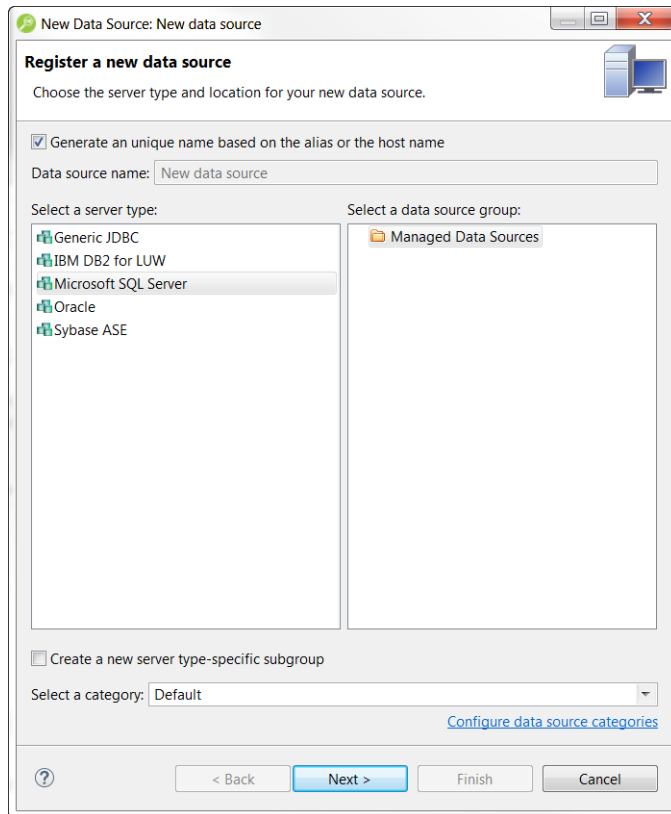 New Data Source: New data source
Register a new data source
Choose the server type and location for your new data source.
Generate an unique name based on the alias or the host name
Data source name: New data source
Select a server type:
Generic JDBC
IBM DB2 for LUW
Microsoft SQL Server
Oracle
Sybase ASE
Select a data source group:
Managed Data Sources
Create a new server type-specific subgroup
Select a category: Default
Configure data source categories
? < Back Next > Finish Cancel